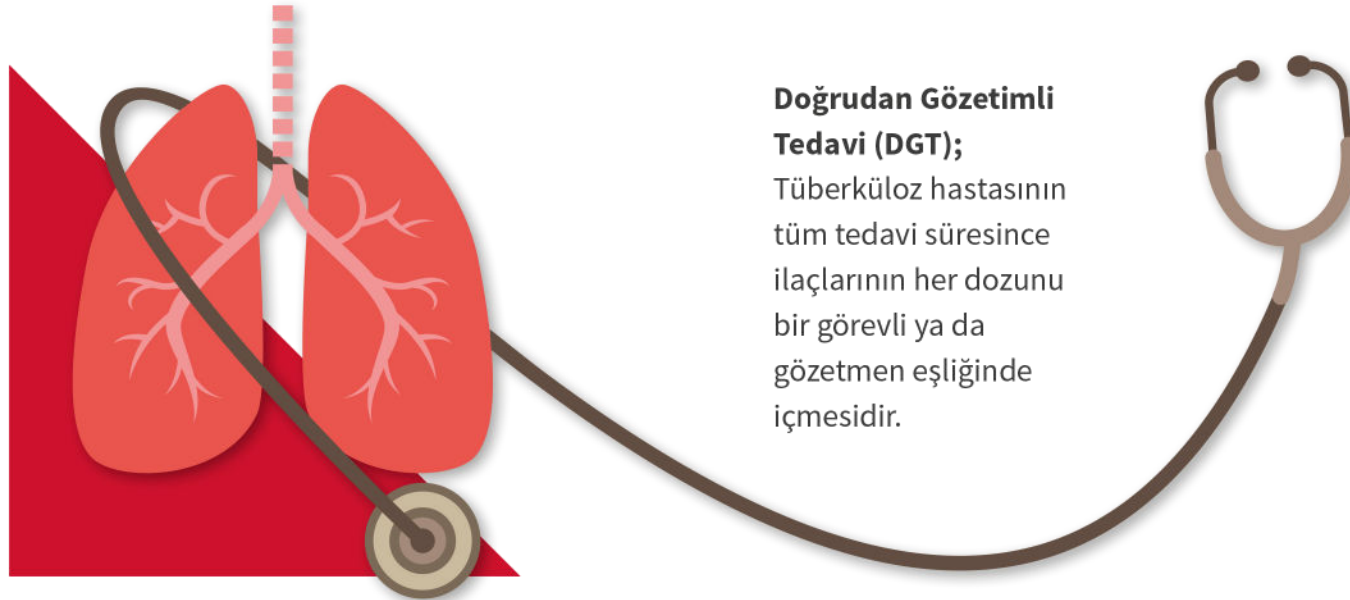 Doğrudan Gözetimli
Tedavi (DGT);
Tüberküloz hastasının
tüm tedavi süresince
ilaçlarının her dozunu
bir görevli ya da
gözetmen eşliğinde
içmesidir.